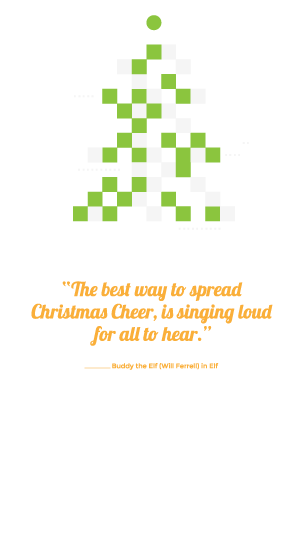 "The best way to spread
Christmas Cheer, is singing loud
for all to hear."
_______ Buddy the Elf (Will Ferrell) in Elf